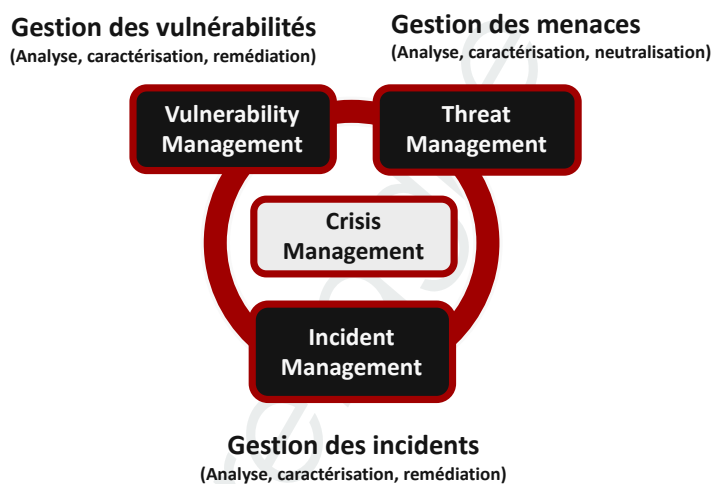 Gestion des vulnérabilités
(Analyse, caractérisation, remédiation)
Gestion des menaces
(Analyse, caractérisation, neutralisation)
Vulnerability
Management
Threat
Management
Crisis
Management
Incident
Management
Gestion des incidents
(Analyse, caractérisation, remédiation)